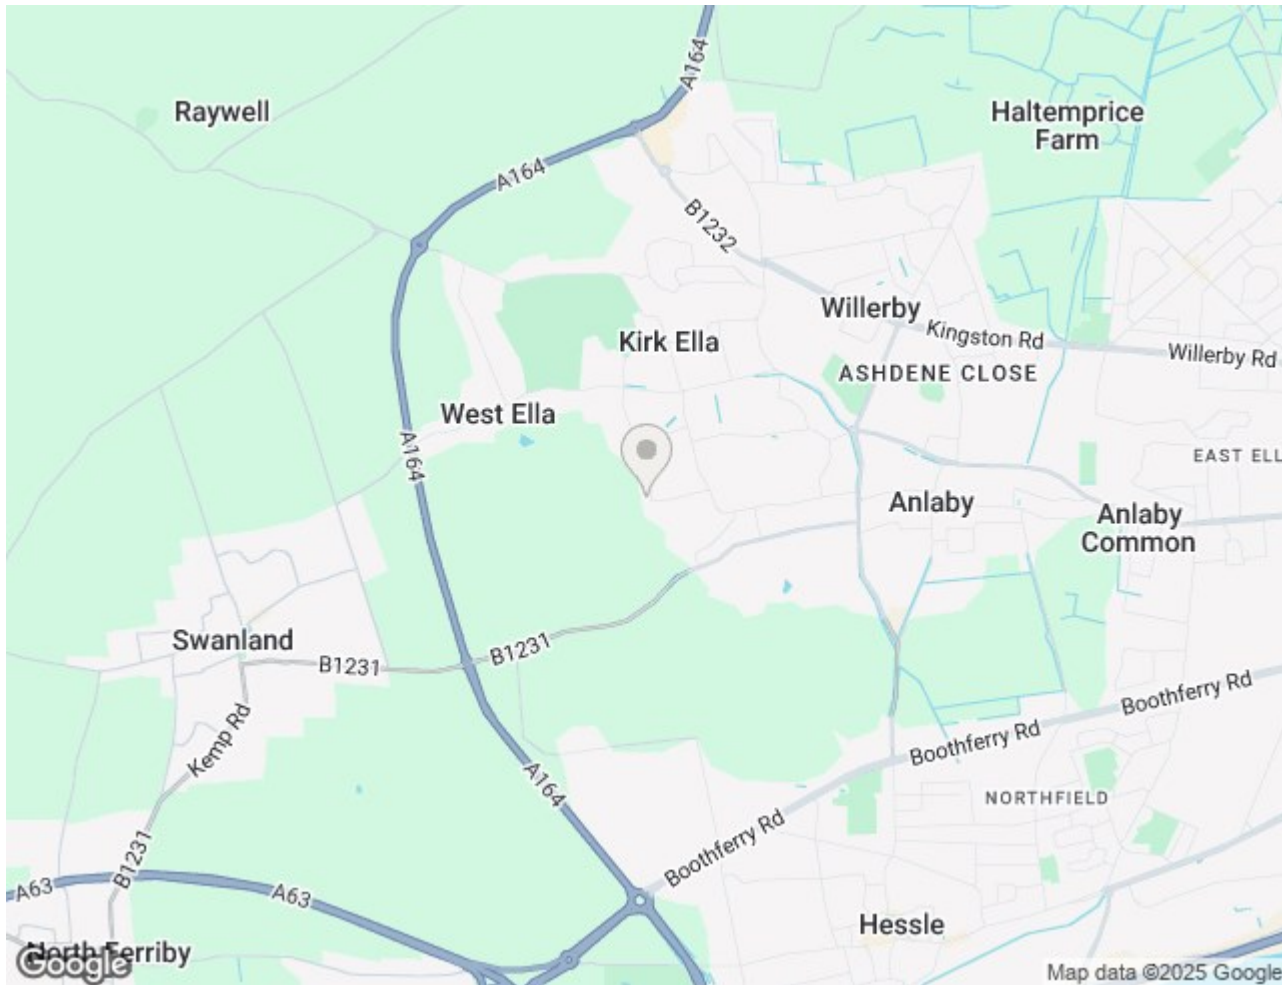 A164
Raywell
Haltemprice
Farm
A164
B1232
Willerby
Kirk Ella
Kingston Rd
Willerby Rd
ASHDENE CLOSE
West Ella
A164
EAST ELL
Anlaby
Anlaby
Common
Swanland
B1231
B1231
Boothferry Rd
Kemp Rd
Boothferry Rd
A164
NORTHFIELD
Boothferry Rd
B1231
A63
A63
Hessle
North Ferriby
Google
Map data ©2025 Google